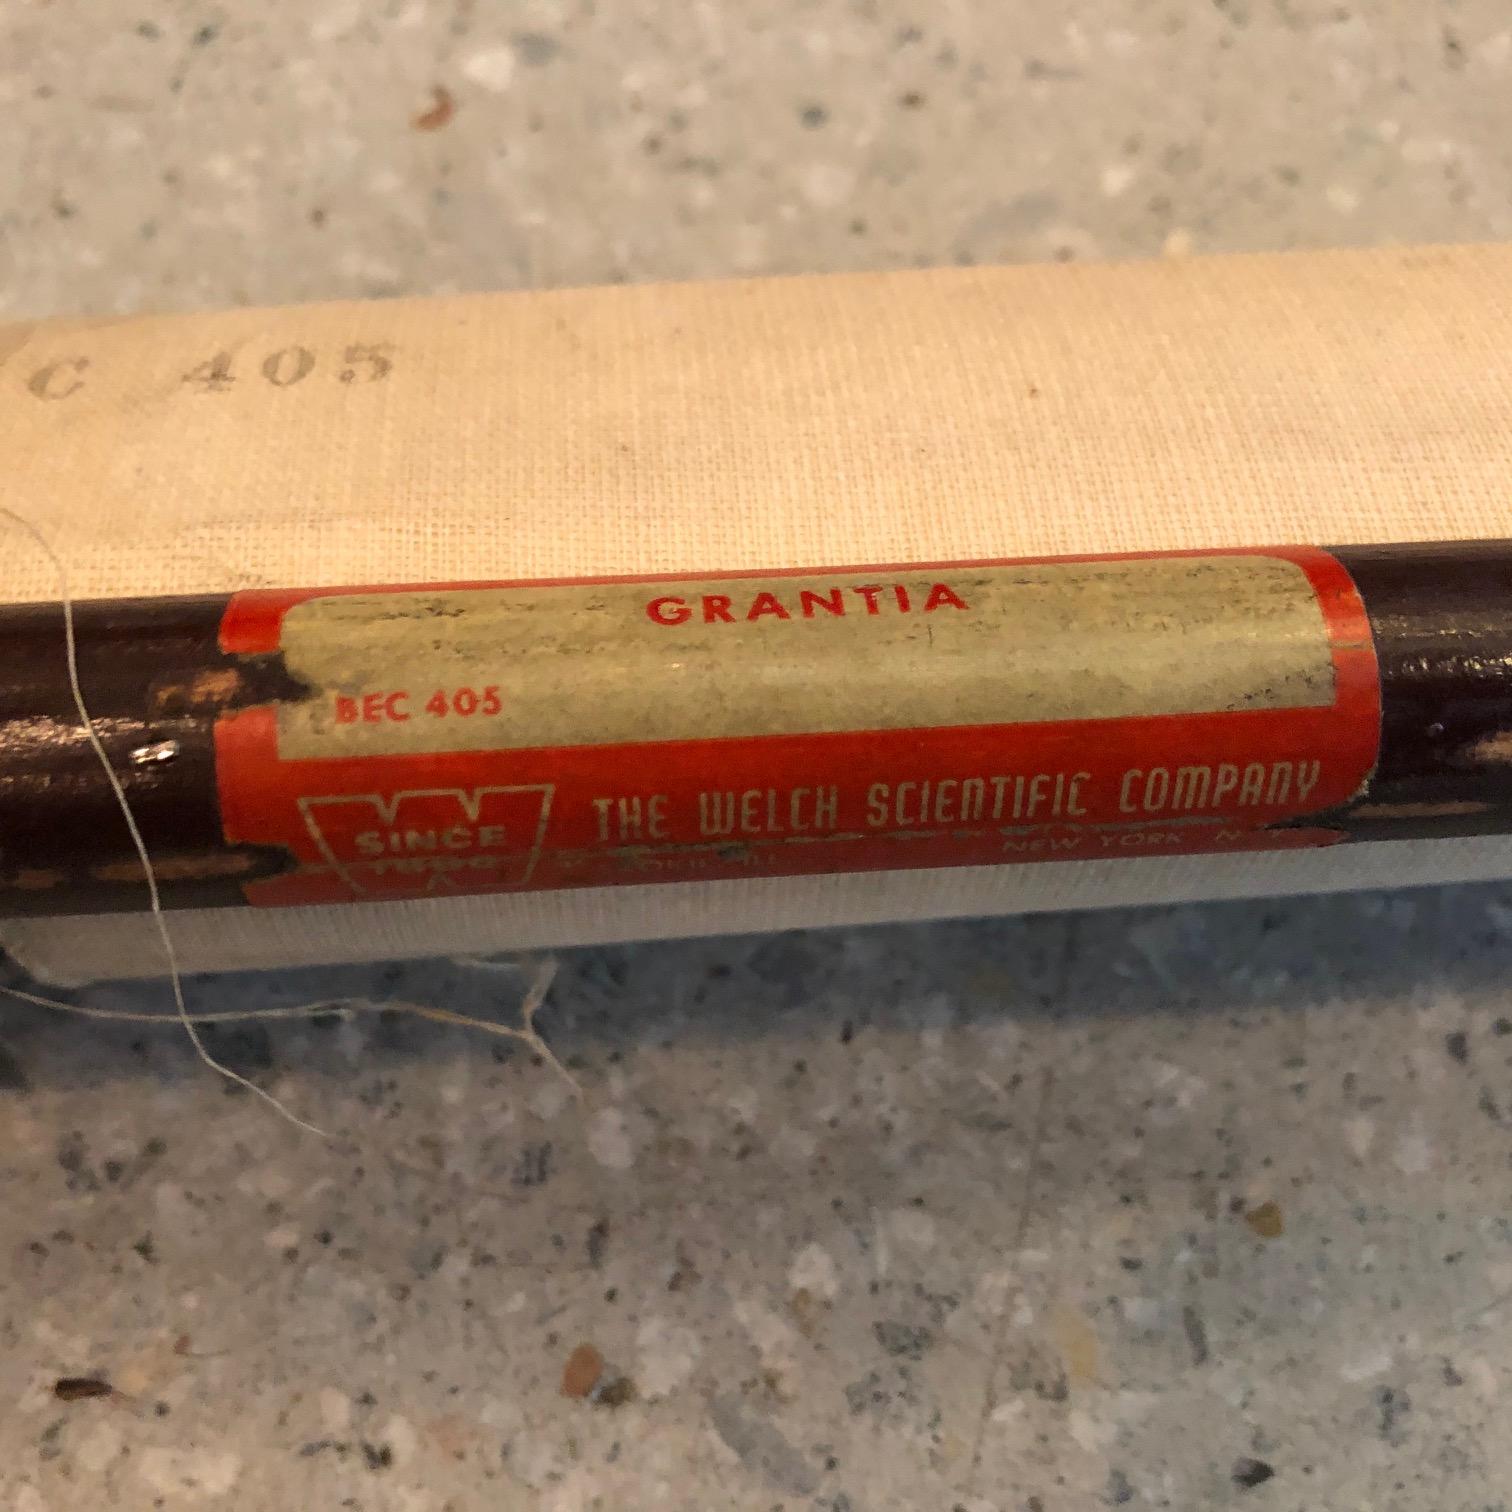 C 405
GRANTIA
BEC 405
SINCE
THE WELCH SCIENTIFIC COMPANY
NEW YORK N